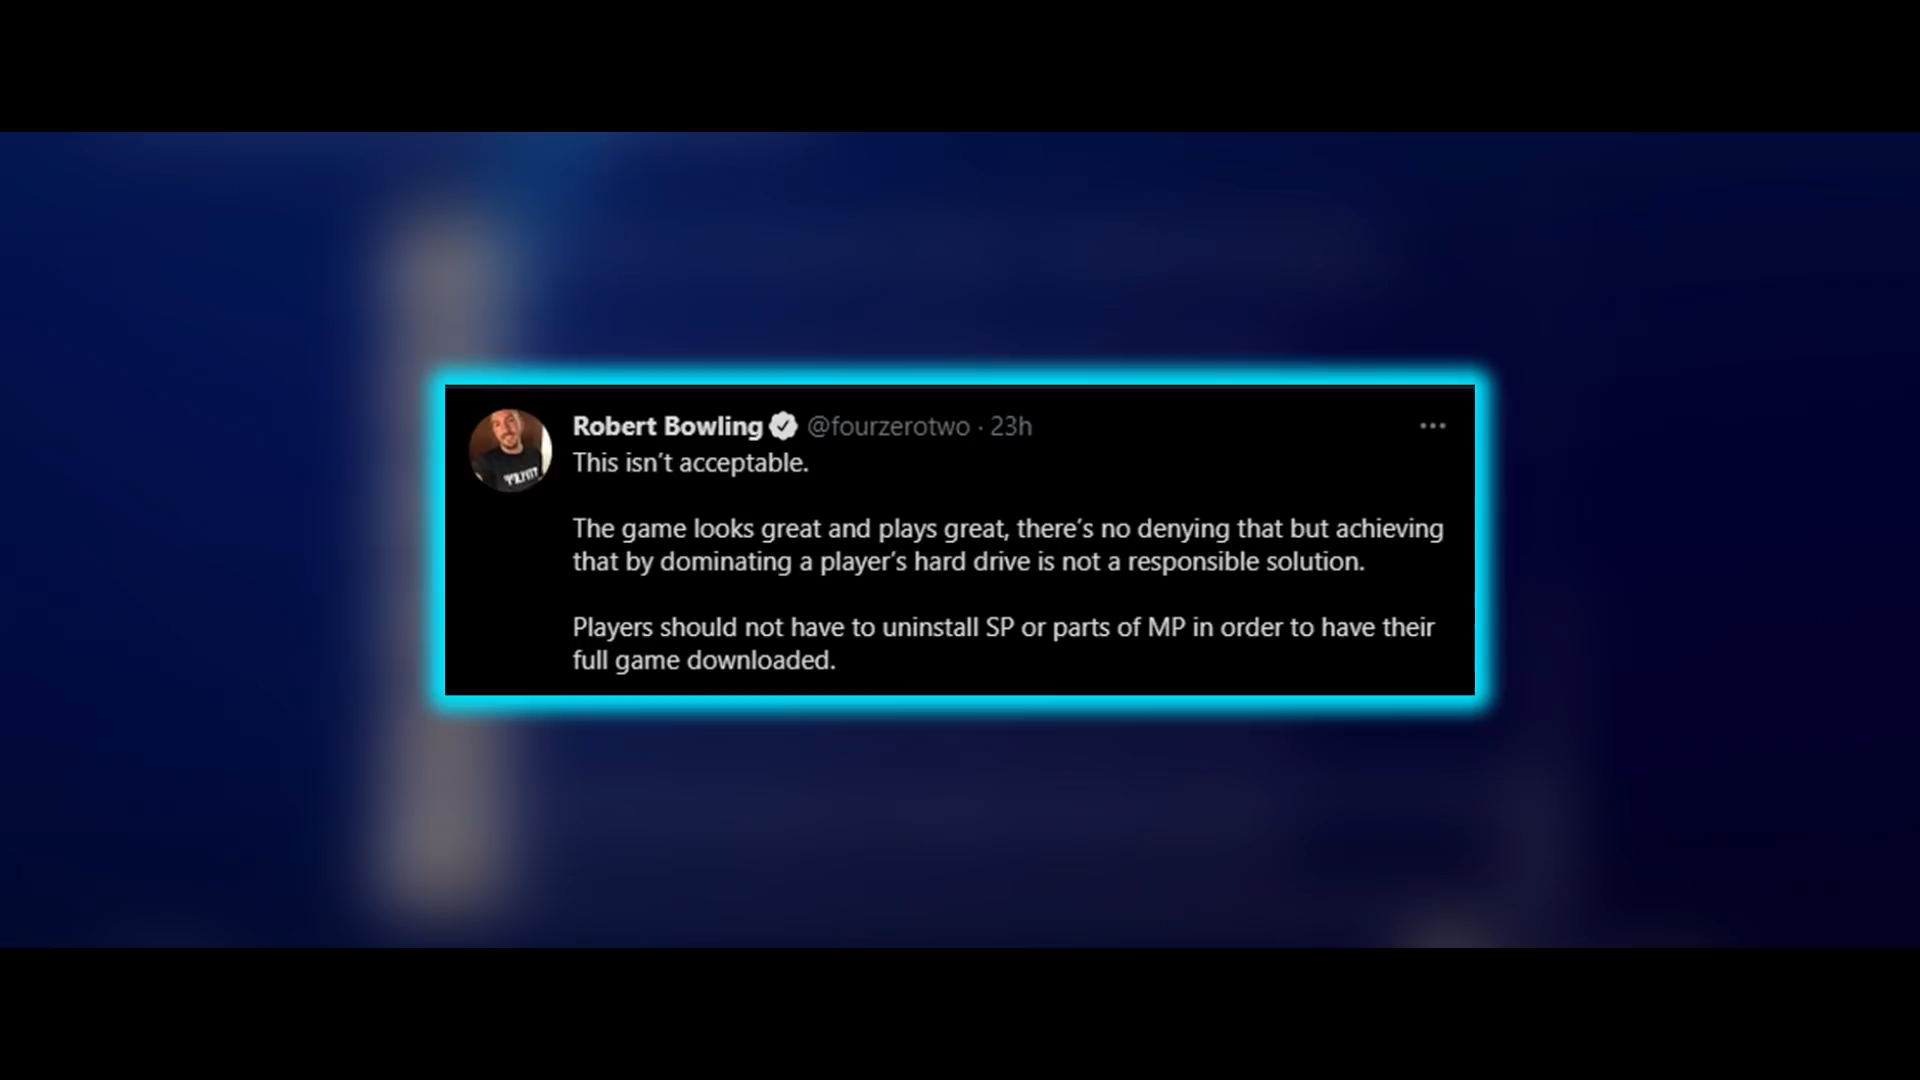 Robert Bowling @fourzerotwo · 23h
This isn’t acceptable.
The game looks great and plays great, there’s no denying that but achieving
that by dominating a player’s hard drive is not a responsible solution.
Players should not have to uninstall SP or parts of MP in order to have their
full game downloaded.